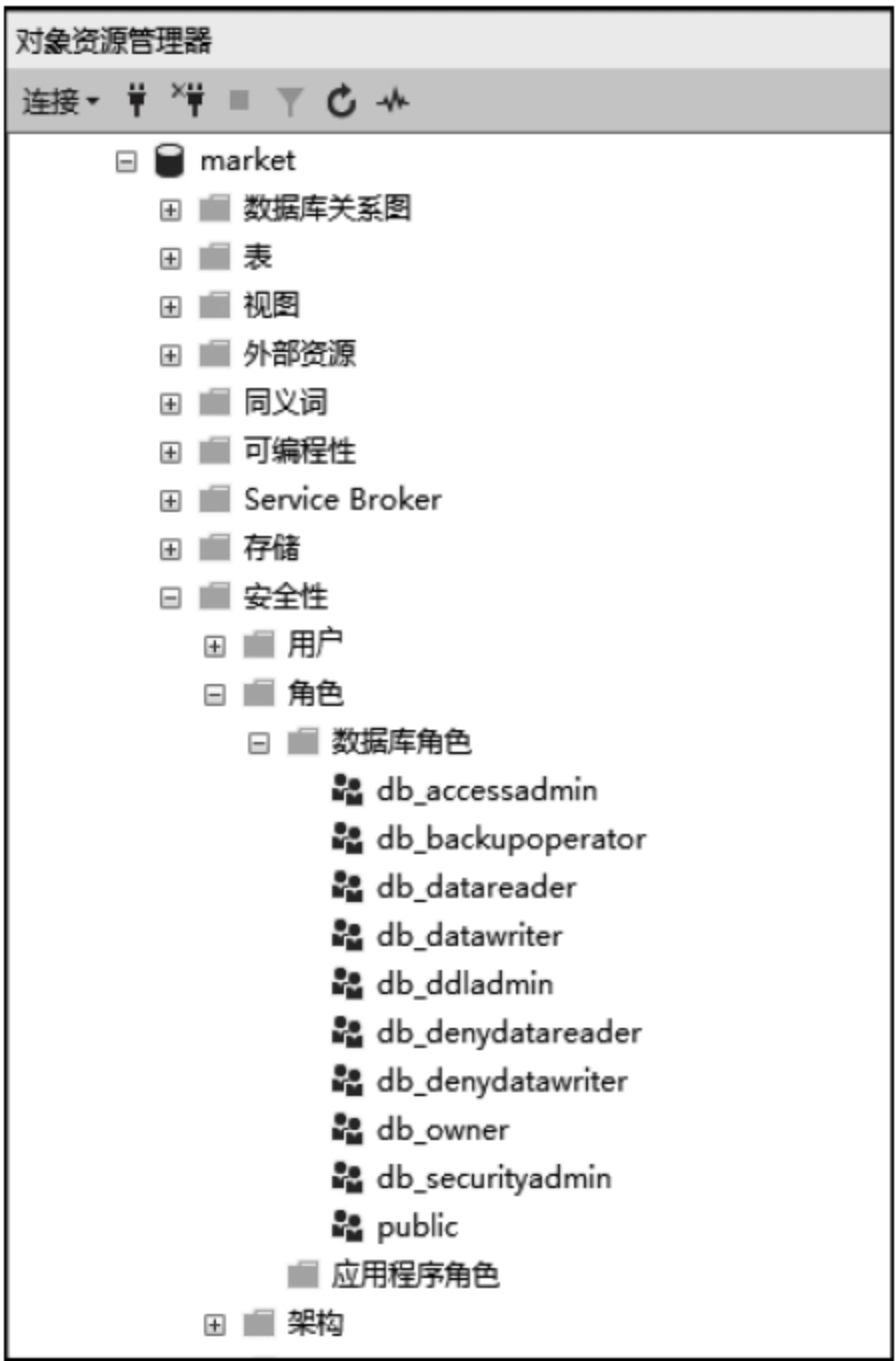 对象资源管理器
连接
market
数据库关系图
表
视图
外部资源
同义词
可编程性
Service Broker
存储
安全性
用户
角色
数据库角色
db_accessadmin
db_backupoperator
db_datareader
db_datawriter
db_ddladmin
db_denydatareader
db_denydatawriter
db_owner
db_securityadmin
public
应用程序角色
架构